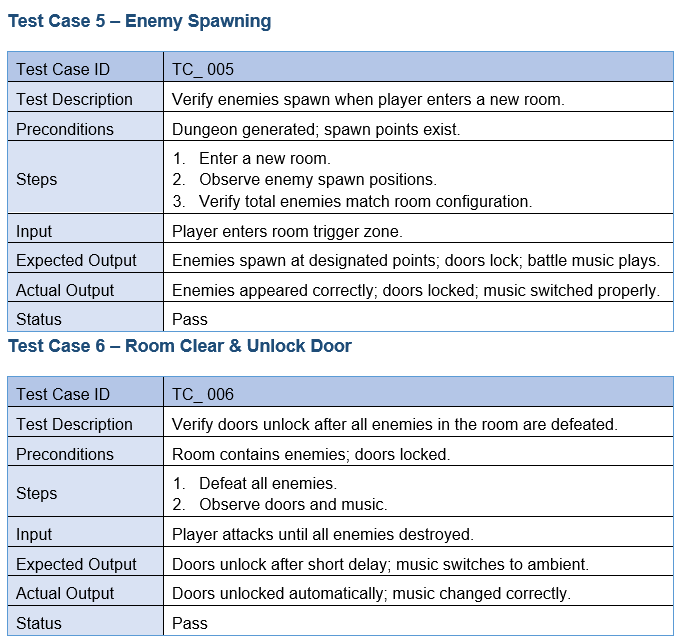 Test Case 5 – Enemy Spawning
Test Case ID TC_ 005
Test Description Verify enemies spawn when player enters a new room.
Preconditions Dungeon generated; spawn points exist.
Steps
1. Enter a new room.
2. Observe enemy spawn positions.
3. Verify total enemies match room configuration.
Input Player enters room trigger zone.
Expected Output Enemies spawn at designated points; doors lock; battle music plays.
Actual Output Enemies appeared correctly; doors locked; music switched properly.
Status Pass
Test Case 6 – Room Clear & Unlock Door
Test Case ID TC_ 006
Test Description Verify doors unlock after all enemies in the room are defeated.
Preconditions Room contains enemies; doors locked.
Steps
1. Defeat all enemies.
2. Observe doors and music.
Input Player attacks until all enemies destroyed.
Expected Output Doors unlock after short delay; music switches to ambient.
Actual Output Doors unlocked automatically; music changed correctly.
Status Pass